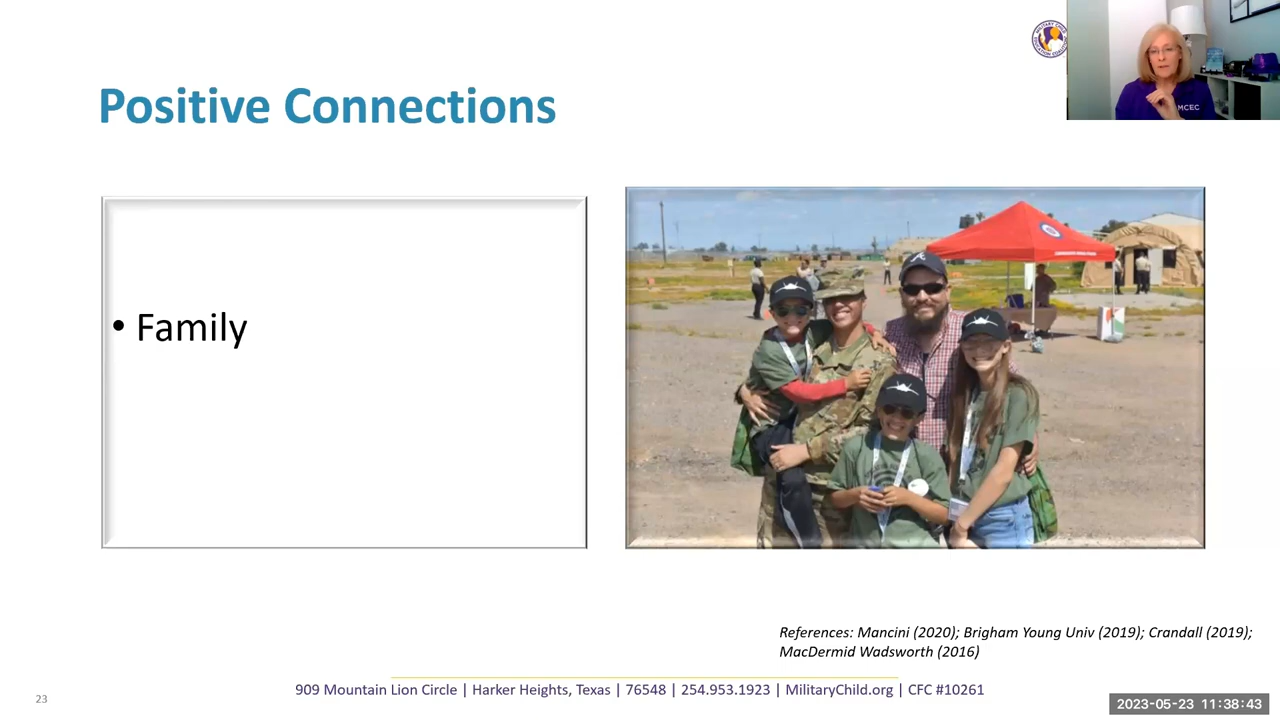 Positive Connections
MCEC
• Family
References: Mancini (2020); Brigham Young Univ (2019); Crandall (2019);
MacDermid Wadsworth (2016)
909 Mountain Lion Circle | Harker Heights, Texas | 76548 | 254.953.1923 | MilitaryChild.org | CFC #10261
23
2023-05-23 11:38:43